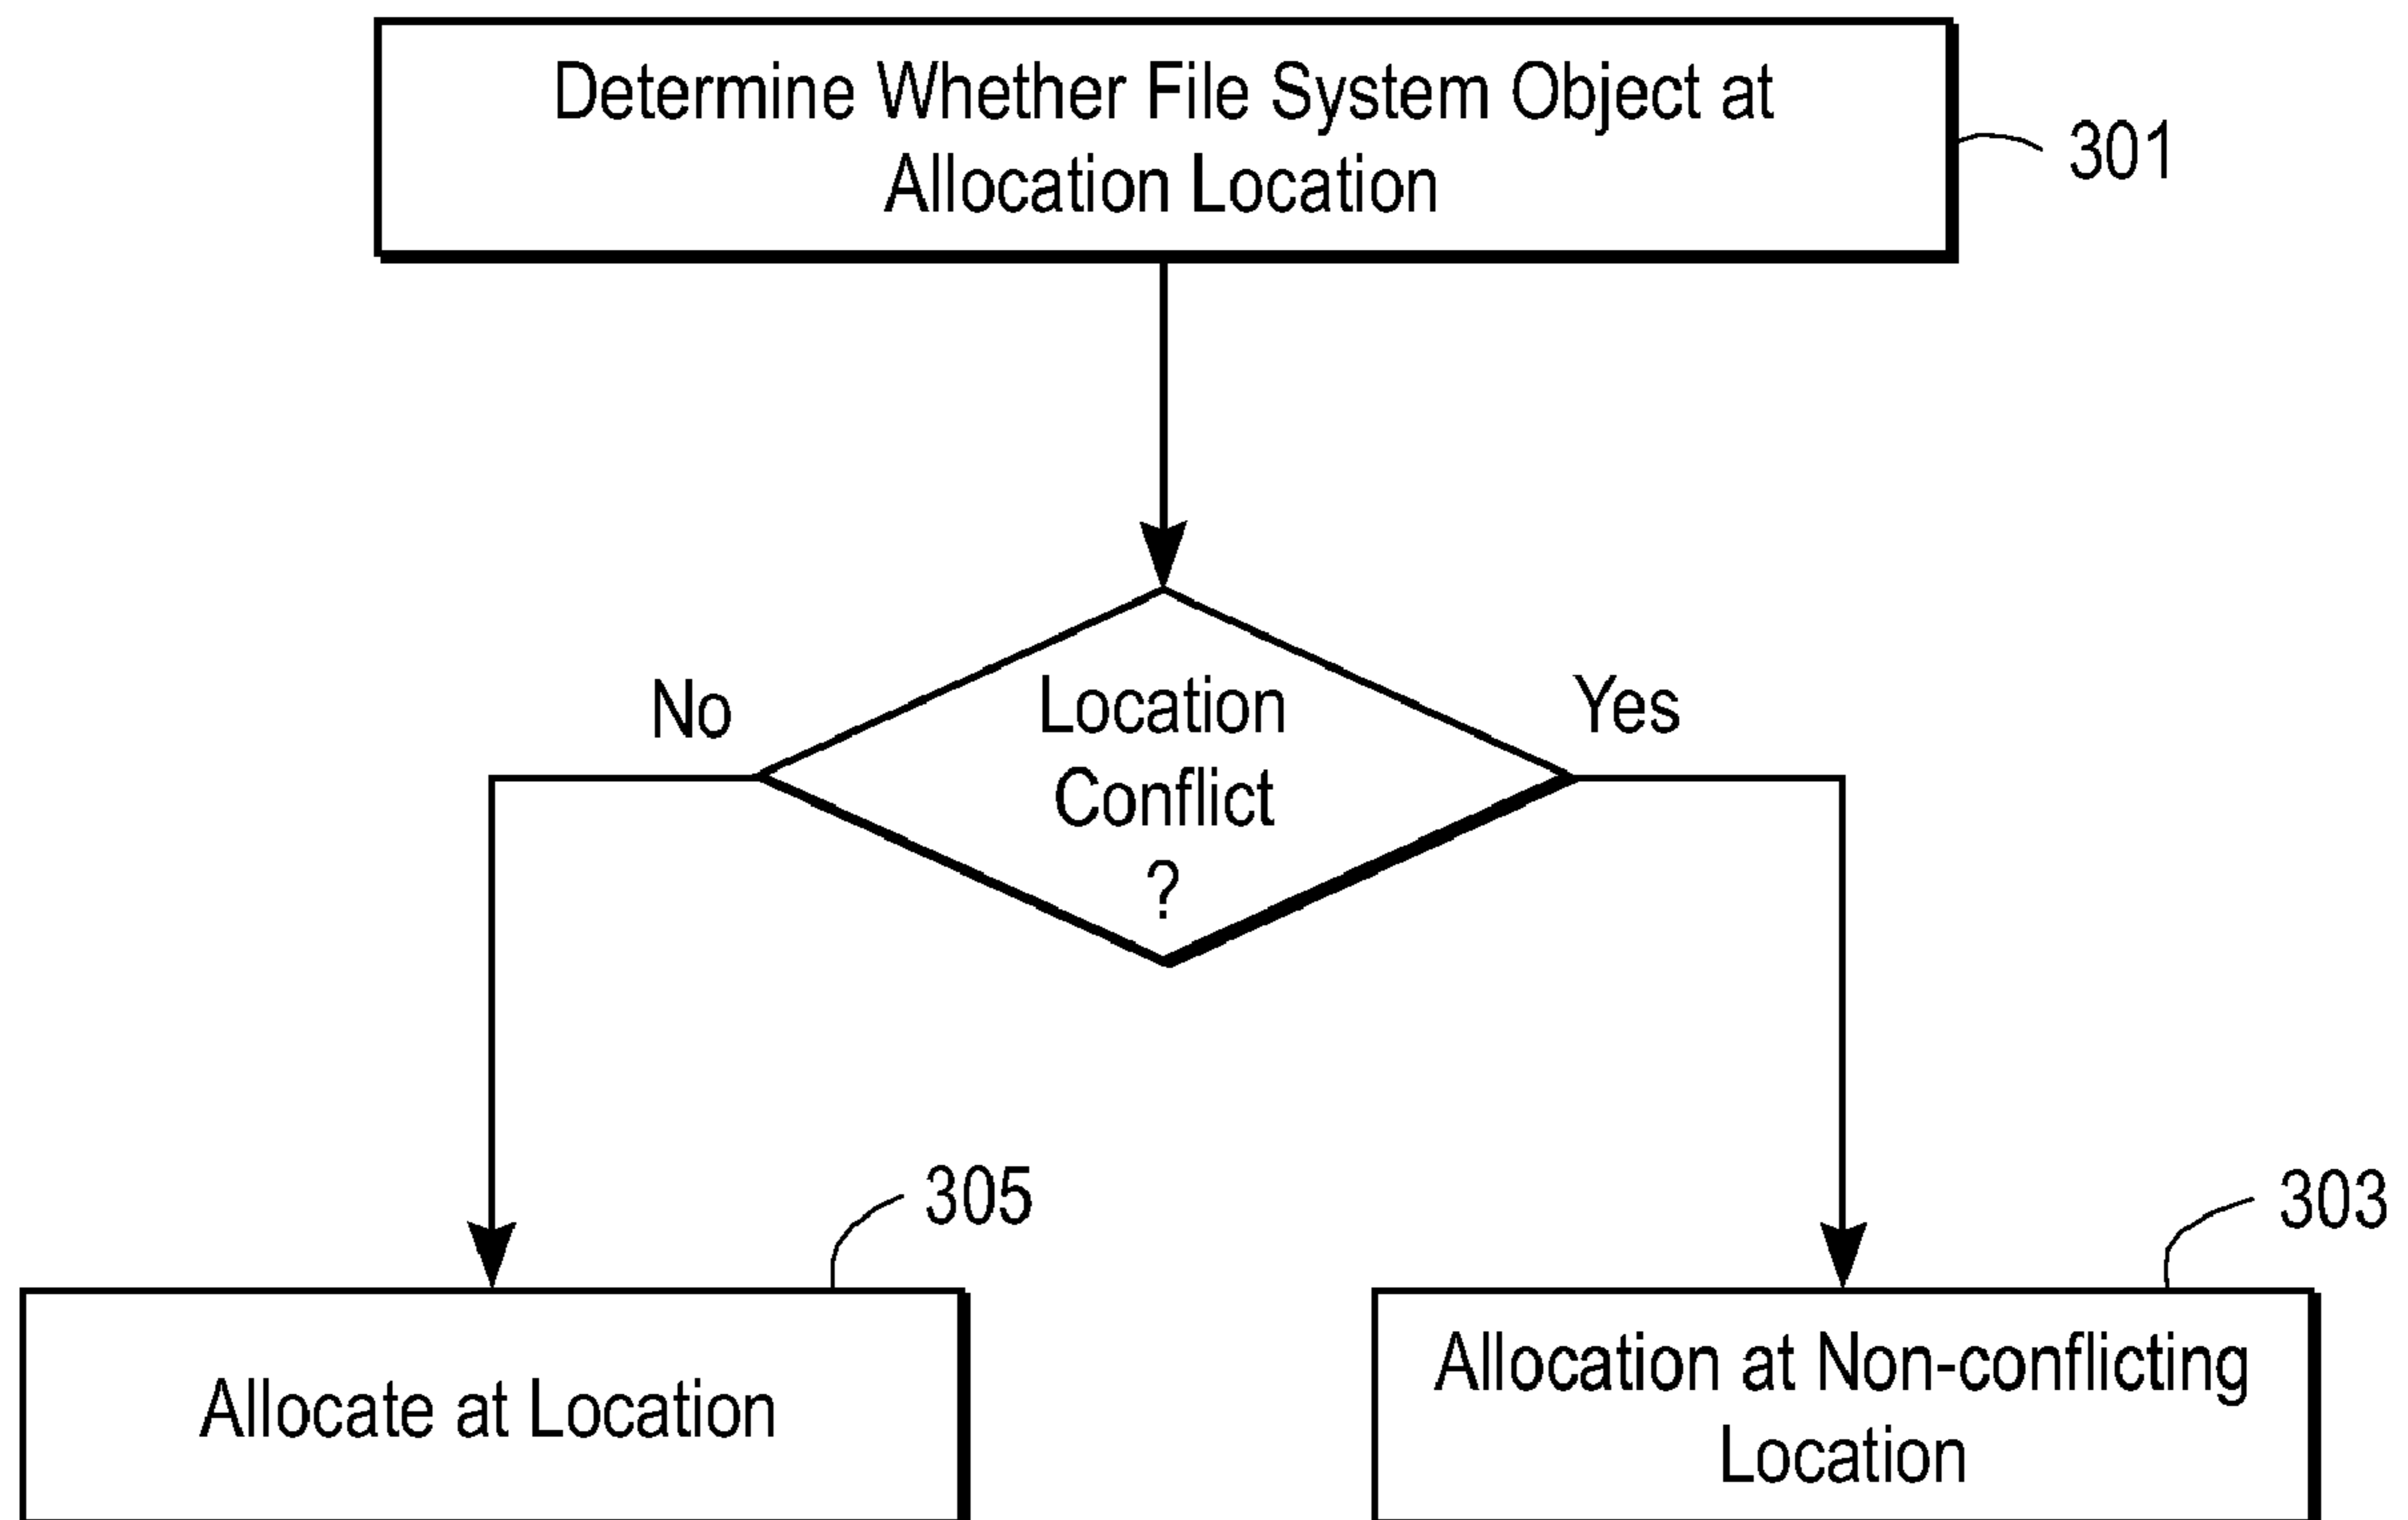 Determine Whether File System Object at
Allocation Location
301
No
Location
Conflict
?
Yes
305
303
Allocate at Location
Allocation at Non-conflicting
Location